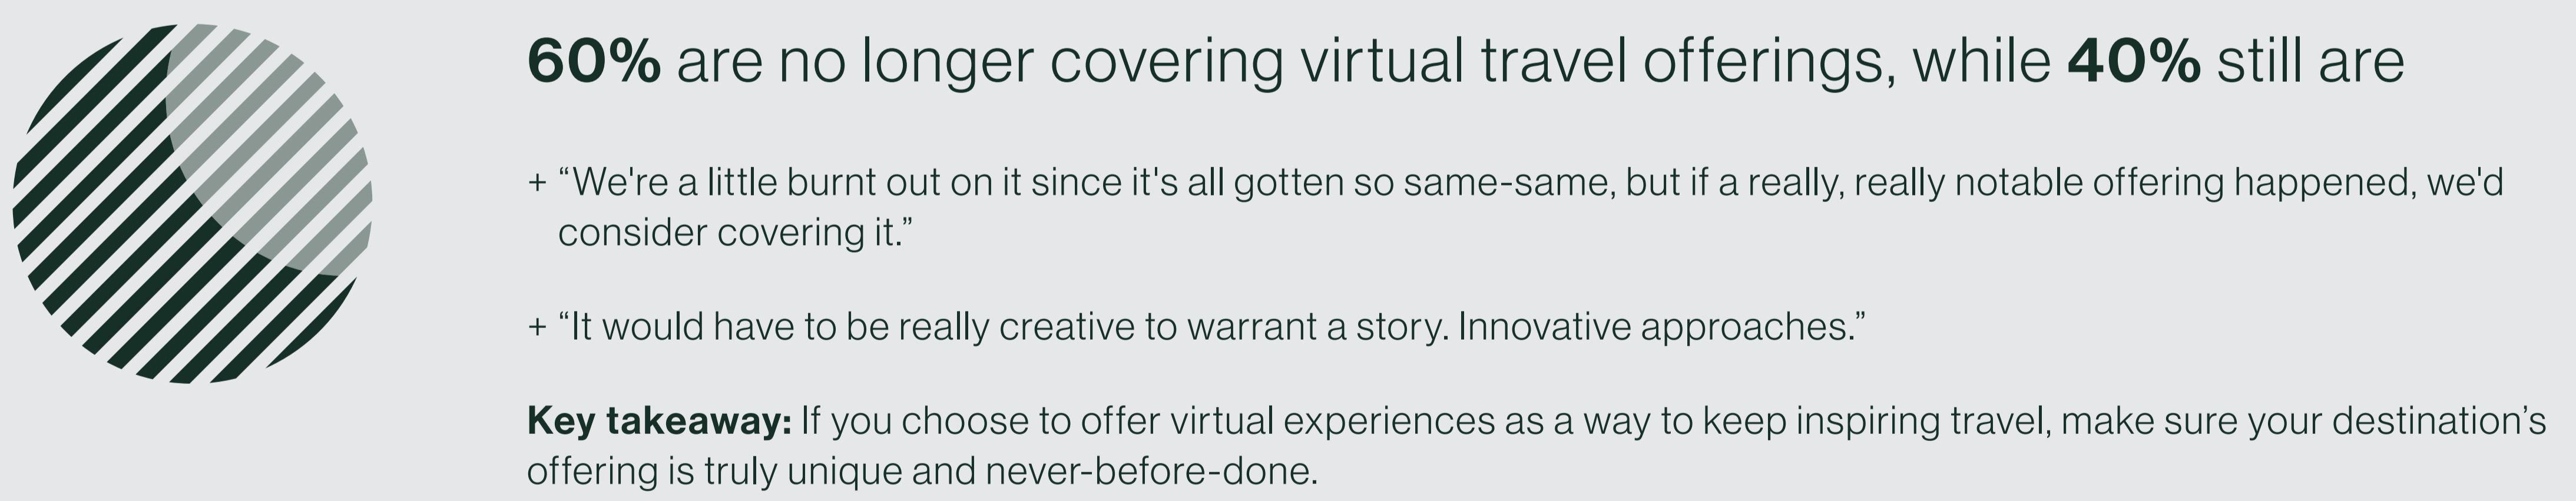 60% are no longer covering virtual travel offerings, while 40% still are
+ “We're a little burnt out on it since it's all gotten so same-same, but if a really, really notable offering happened, we'd
consider covering it.”
+ “It would have to be really creative to warrant a story. Innovative approaches.”
Key takeaway: If you choose to offer virtual experiences as a way to keep inspiring travel, make sure your destination’s
offering is truly unique and never-before-done.